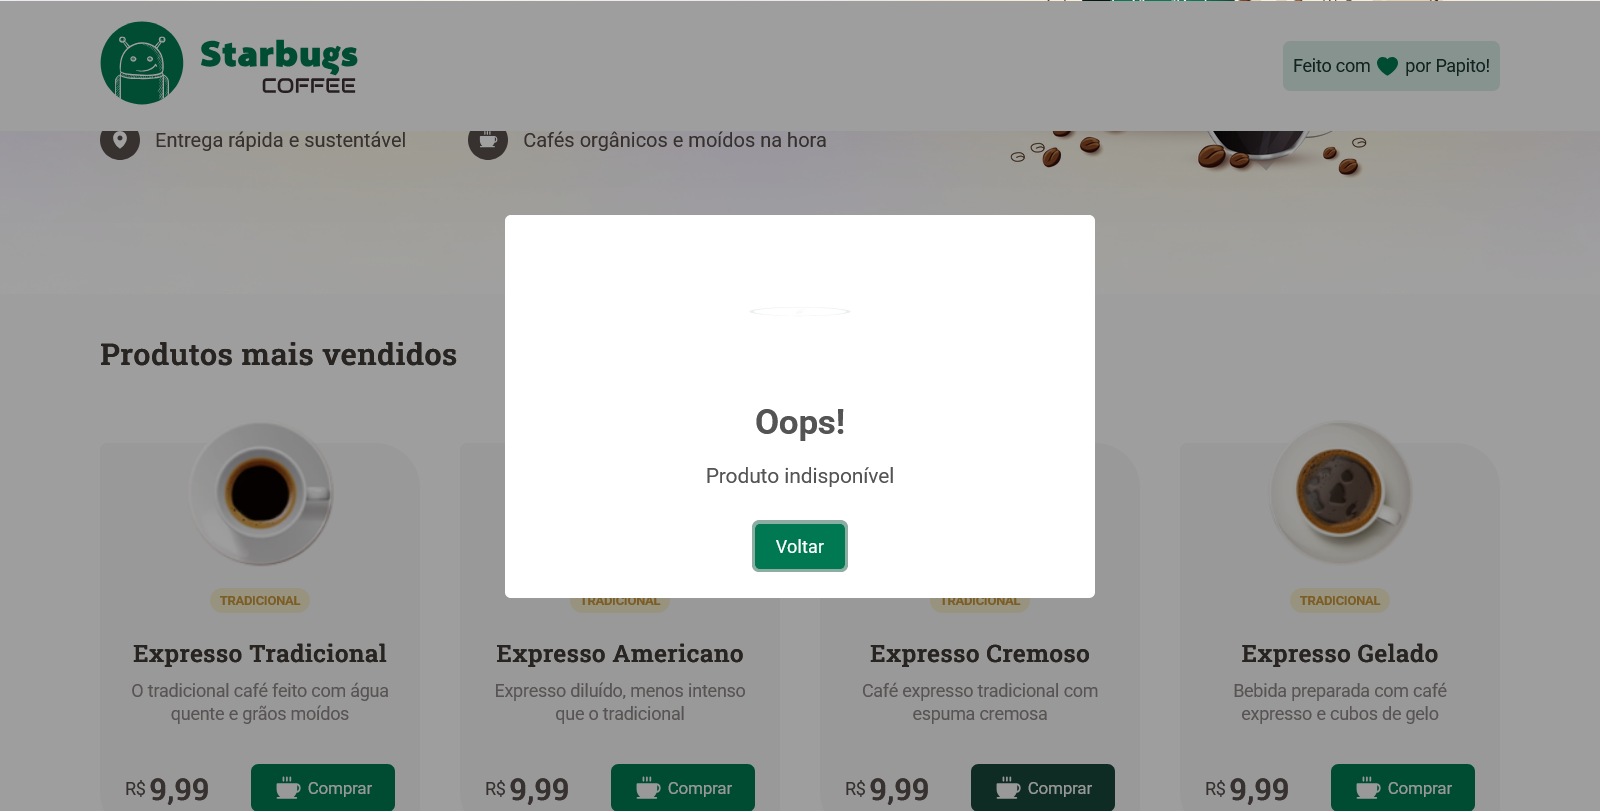 Starbugs
COFFEE
Feito com por Papito!
Entrega rápida e sustentável
Cafés orgânicos e moídos na hora
Produtos mais vendidos
Oops!
Produto indisponível
Voltar
TRADICIONAL
Expresso Tradicional
O tradicional café feito com água
quente e grãos moídos
R$ 9,99
Comprar
TRADICIONAL
Expresso Americano
Expresso diluído, menos intenso
que o tradicional
R$ 9,99
Comprar
TRADICIONAL
Expresso Cremoso
Café expresso tradicional com
espuma cremosa
R$ 9,99
Comprar
TRADICIONAL
Expresso Gelado
Bebida preparada com café
expresso e cubos de gelo
R$ 9,99
Comprar